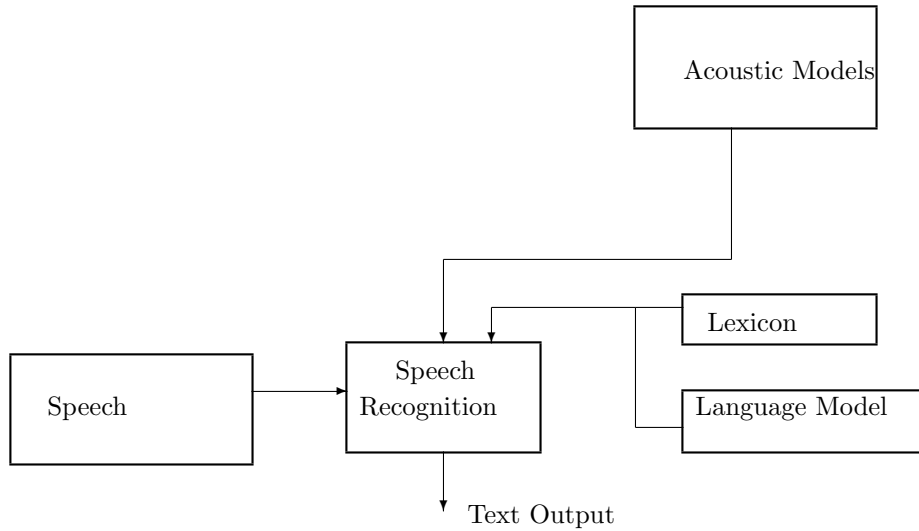 Acoustic Models
Lexicon
Speech
Speech
Recognition
Language Model
Text Output